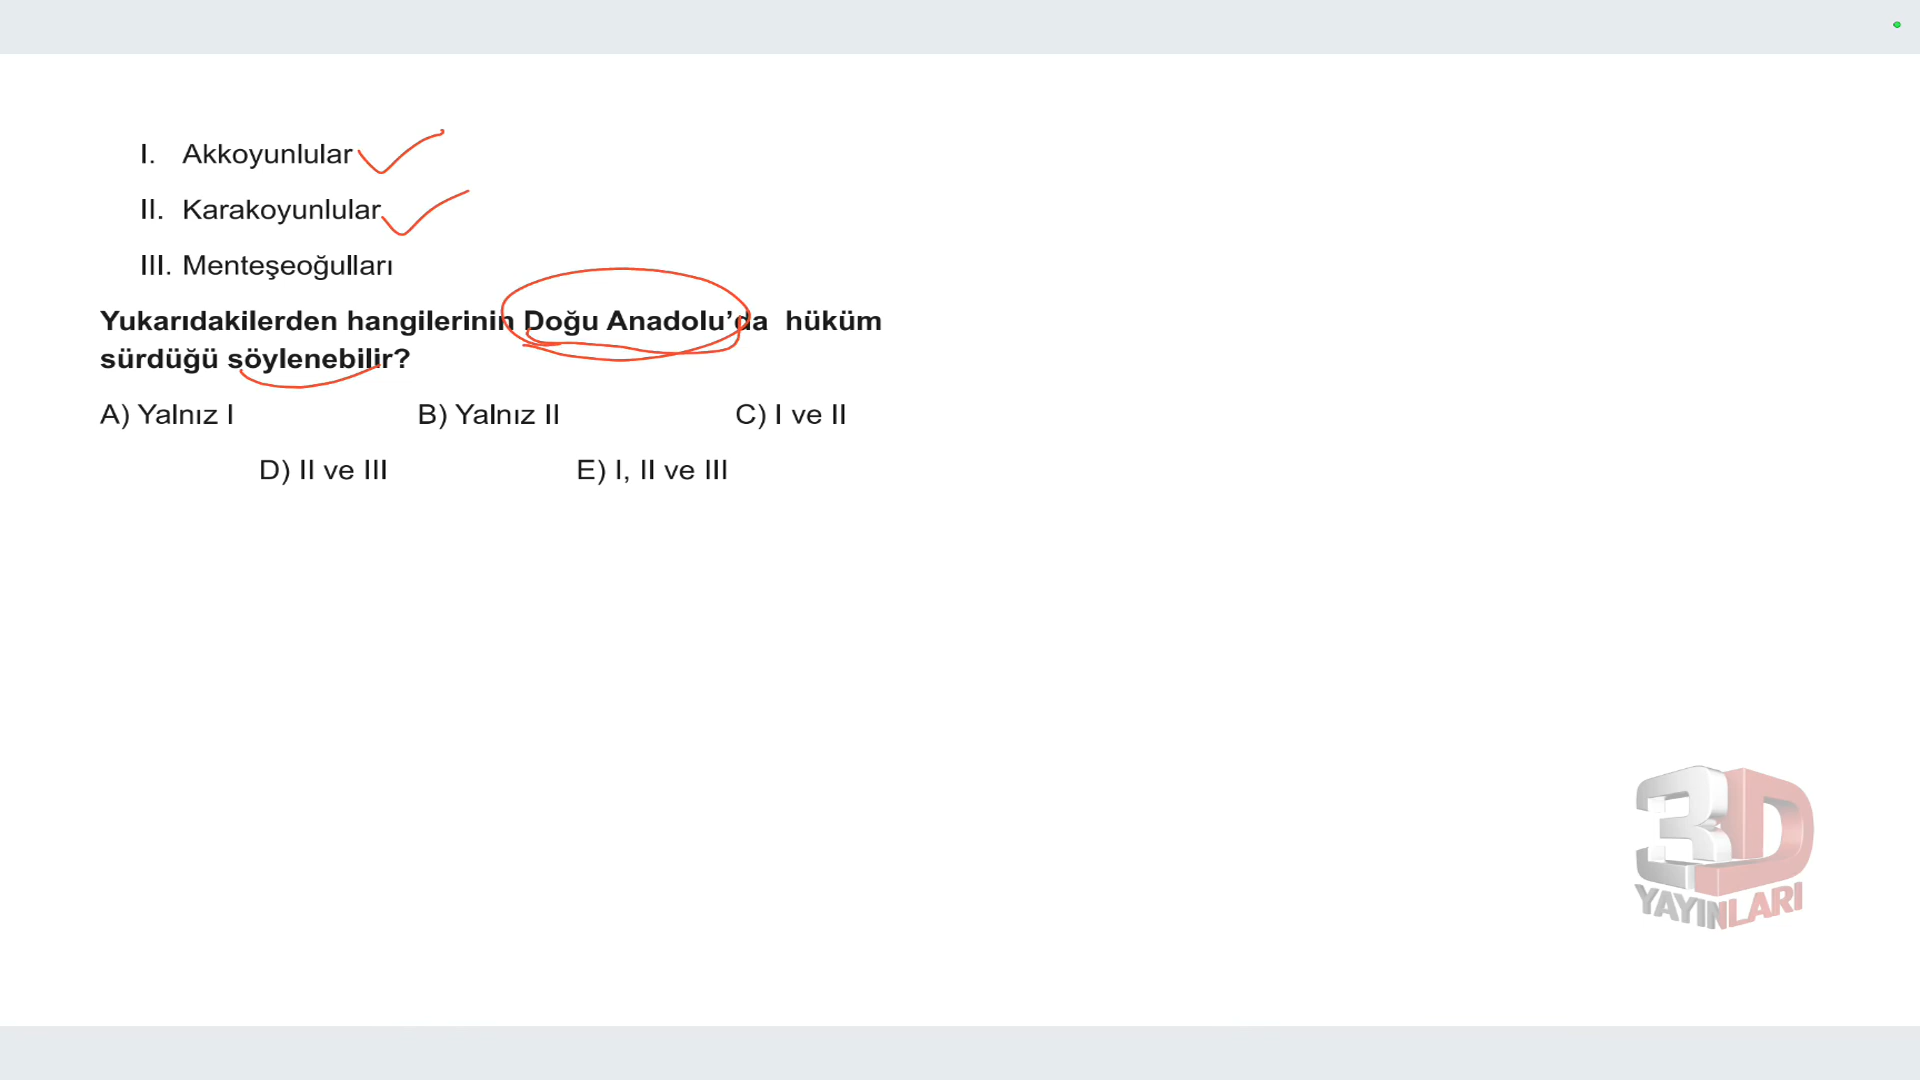 I. Akkoyunlular
II. Karakoyunlular
III. Menteşeoğulları
Yukarıdakilerden hangilerinin Doğu Anadolu’da hüküm
sürdüğü söylenebilir?
A) Yalnız I B) Yalnız II C) I ve II
D) II ve III E) I, II ve III
3D
YAYINLARI